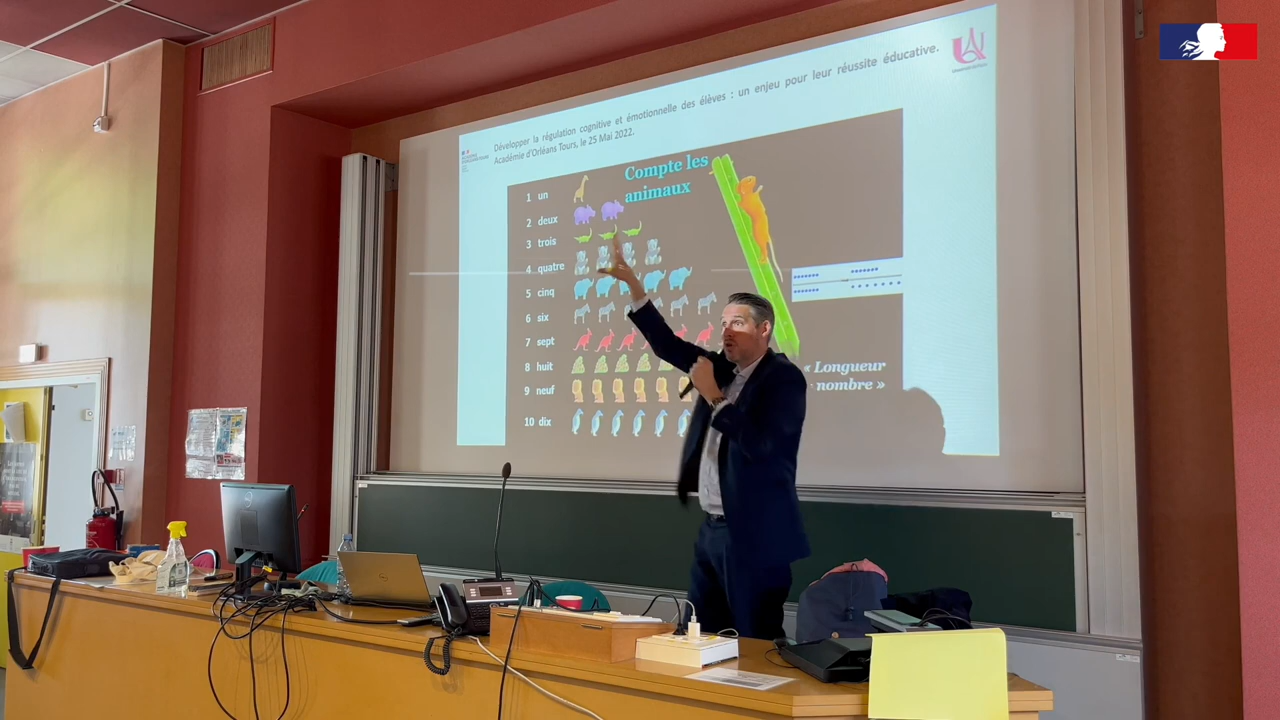 Développer la régulation cognitive et émotionnelle des élèves : un enjeu pour leur réussite éducative.
Académie d'Orléans Tours, le 25 Mai 2022.
Compte les
animaux
1 un
2 deux
3 trois
4 quatre
5 cinq
6 six
7 sept
8 huit
9 neuf
10 dix
« Longueur
nombre »